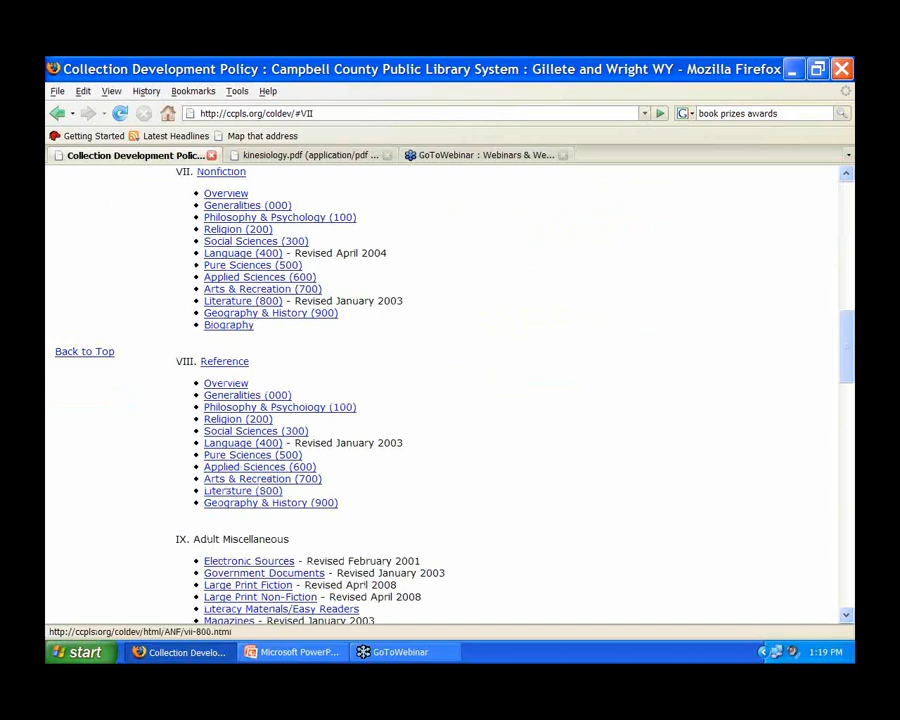 Collection Development Policy : Campbell County Public Library System : Gillete and Wright WY - Mozilla Firefox
File Edit View History Bookmarks Tools Help
http://ccpls.org/coldev/#VII
book prizes awards
Getting Started Latest Headlines Map that address
Collection Development Polic...
kinesiology.pdf (application/pdf ...
GoToWebinar : Webinars & We...
VII. Nonfiction
Overview
Generalities (000)
Philosophy & Psychology (100)
Religion (200)
Social Sciences (300)
Language (400) - Revised April 2004
Pure Sciences (500)
Applied Sciences (600)
Arts & Recreation (700)
Literature (800) - Revised January 2003
Geography & History (900)
Biography
Back to Top
VIII. Reference
Overview
Generalities (000)
Philosophy & Psychology (100)
Religion (200)
Social Sciences (300)
Language (400) - Revised January 2003
Pure Sciences (500)
Applied Sciences (600)
Arts & Recreation (700)
Literature (800)
Geography & History (900)
IX. Adult Miscellaneous
Electronic Sources - Revised February 2001
Government Documents - Revised January 2003
Large Print Fiction - Revised April 2008
Large Print Non-Fiction - Revised April 2008
Literacy Materials/Easy Readers
Magazines - Revised January 2003
http://ccpls.org/coldev/html/ANF/vii-800.html
start
Collection Develo...
Microsoft PowerP...
GoToWebinar
1:19 PM